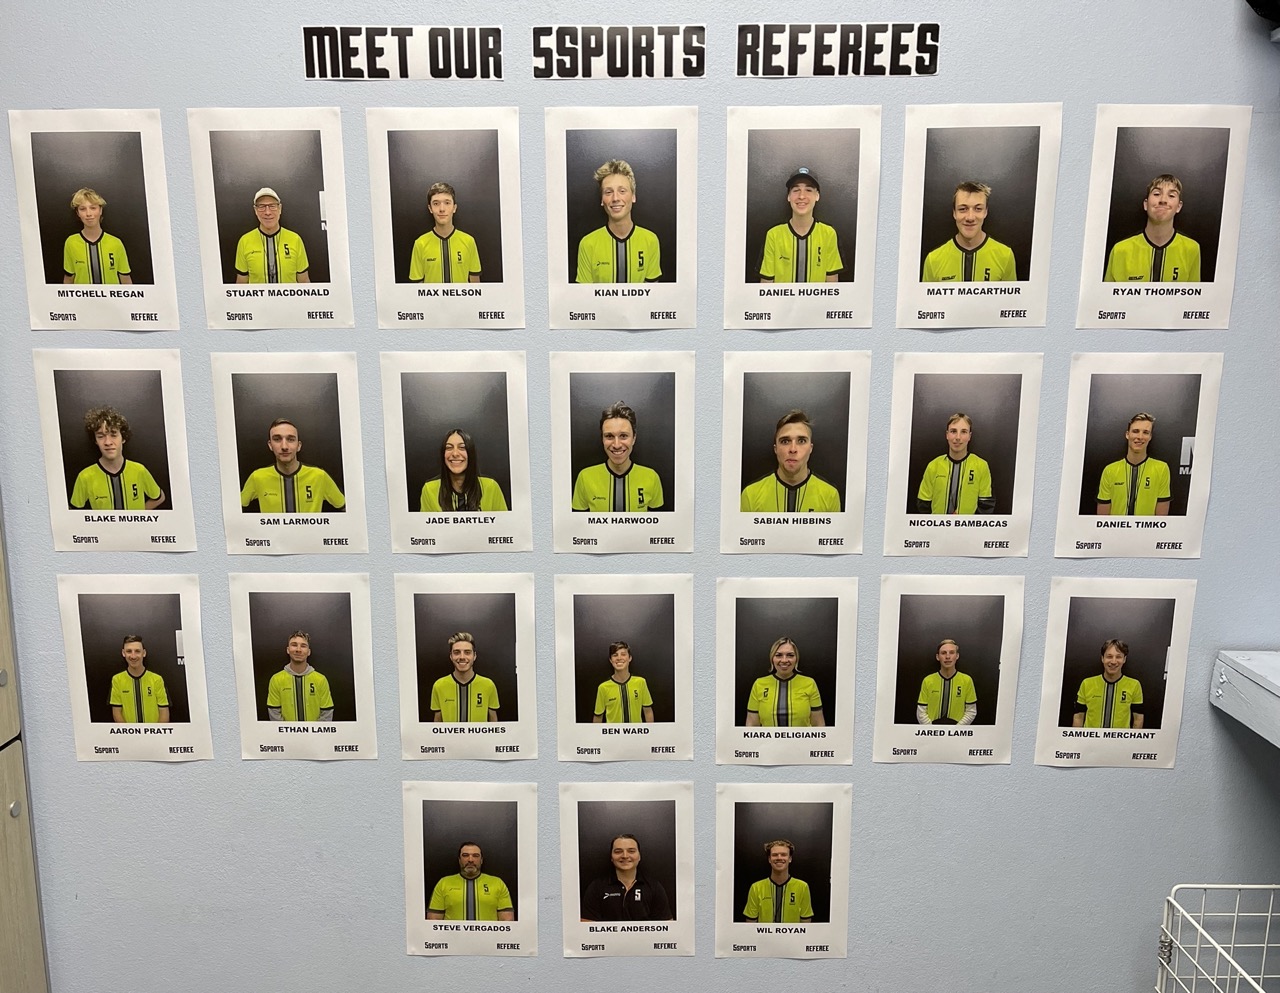 MEET OUR 5SPORTS REFEREES
MITCHELL REGAN
5SPORTS REFEREE
STUART MACDONALD
5SPORTS REFEREE
MAX NELSON
5SPORTS REFEREE
KIAN LIDDY
5SPORTS REFEREE
DANIEL HUGHES
5SPORTS REFEREE
MATT MACARTHUR
5SPORTS REFEREE
RYAN THOMPSON
5SPORTS REFEREE
BLAKE MURRAY
5SPORTS REFEREE
SAM LARMOUR
5SPORTS REFEREE
JADE BARTLEY
5SPORTS REFEREE
MAX HARWOOD
5SPORTS REFEREE
SABIAN HIBBINS
5SPORTS REFEREE
NICOLAS BAMBACAS
5SPORTS REFEREE
DANIEL TIMKO
5SPORTS REFEREE
AARON PRATT
5SPORTS REFEREE
ETHAN LAMB
5SPORTS REFEREE
OLIVER HUGHES
5SPORTS REFEREE
BEN WARD
5SPORTS REFEREE
KIARA DELIGIANIS
5SPORTS REFEREE
JARED LAMB
5SPORTS REFEREE
SAMUEL MERCHANT
5SPORTS REFEREE
STEVE VERGADOS
5SPORTS REFEREE
BLAKE ANDERSON
5SPORTS REFEREE
WIL ROYAN
5SPORTS REFEREE